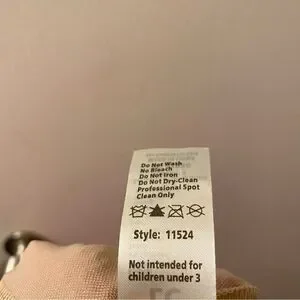 Do Not Wash
No Bleach
Do Not Iron
Do Not Dry-Clean
Professional Spot
Clean Only
Style: 11524
Not intended for
children under 3